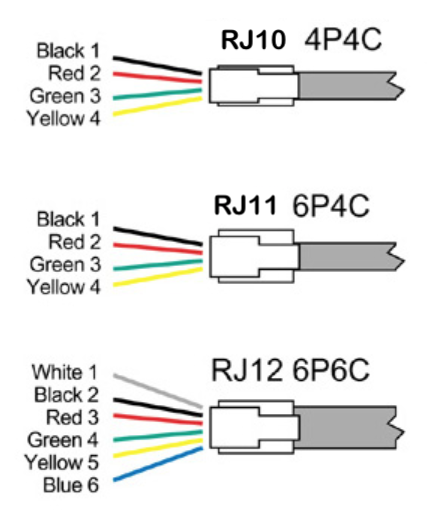 RJ10 4P4C
Black 1
Red 2
Green 3
Yellow 4
RJ11 6P4C
Black 1
Red 2
Green 3
Yellow 4
RJ12 6P6C
White 1
Black 2
Red 3
Green 4
Yellow 5
Blue 6